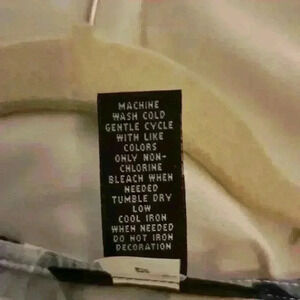 MACHINE
WASH COLD
GENTLE CYCLE
WITH LIKE
COLORS
ONLY NON-
CHLORINE
BLEACH WHEN
NEEDED
TUMBLE DRY
LOW
COOL IRON
WHEN NEEDED
DO NOT IRON
DECORATION